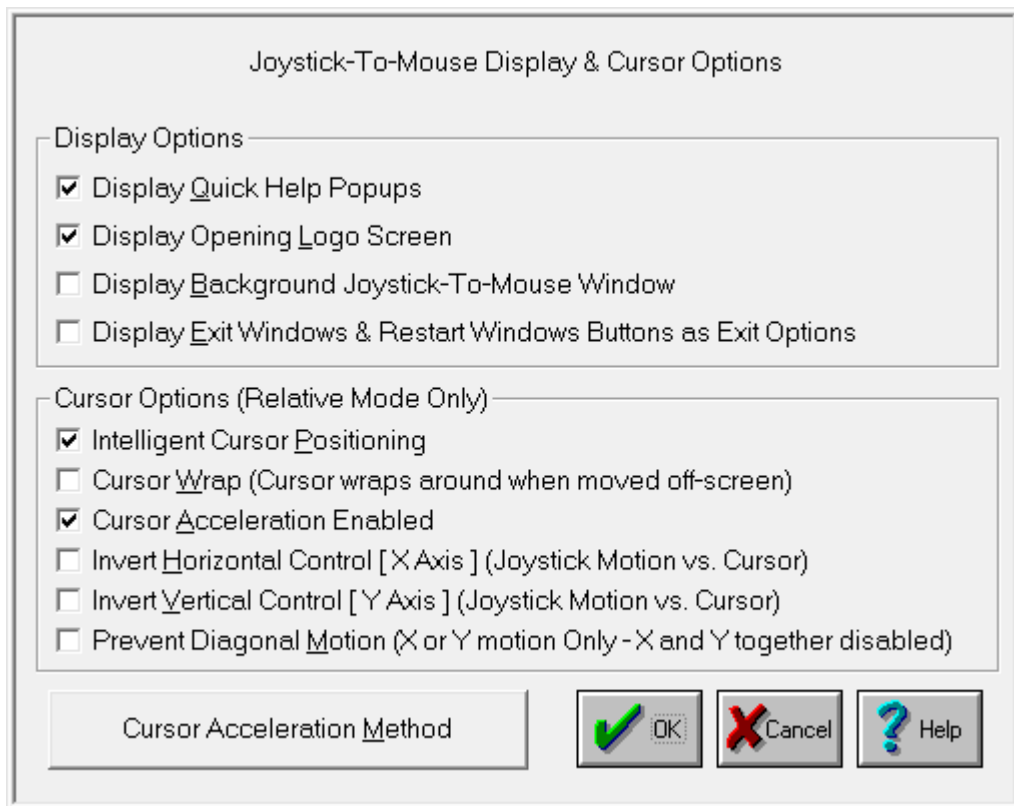 Joystick-To-Mouse Display & Cursor Options
Display Options
Display Quick Help Popups
Display Opening Logo Screen
Display Background Joystick-To-Mouse Window
Display Exit Windows & Restart Windows Buttons as Exit Options
Cursor Options (Relative Mode Only)
Intelligent Cursor Positioning
Cursor Wrap (Cursor wraps around when moved off-screen)
Cursor Acceleration Enabled
Invert Horizontal Control [ X Axis ] (Joystick Motion vs. Cursor)
Invert Vertical Control [ Y Axis ] (Joystick Motion vs. Cursor)
Prevent Diagonal Motion (X or Y motion Only - X and Y together disabled)
Cursor Acceleration Method
OK
Cancel
Help